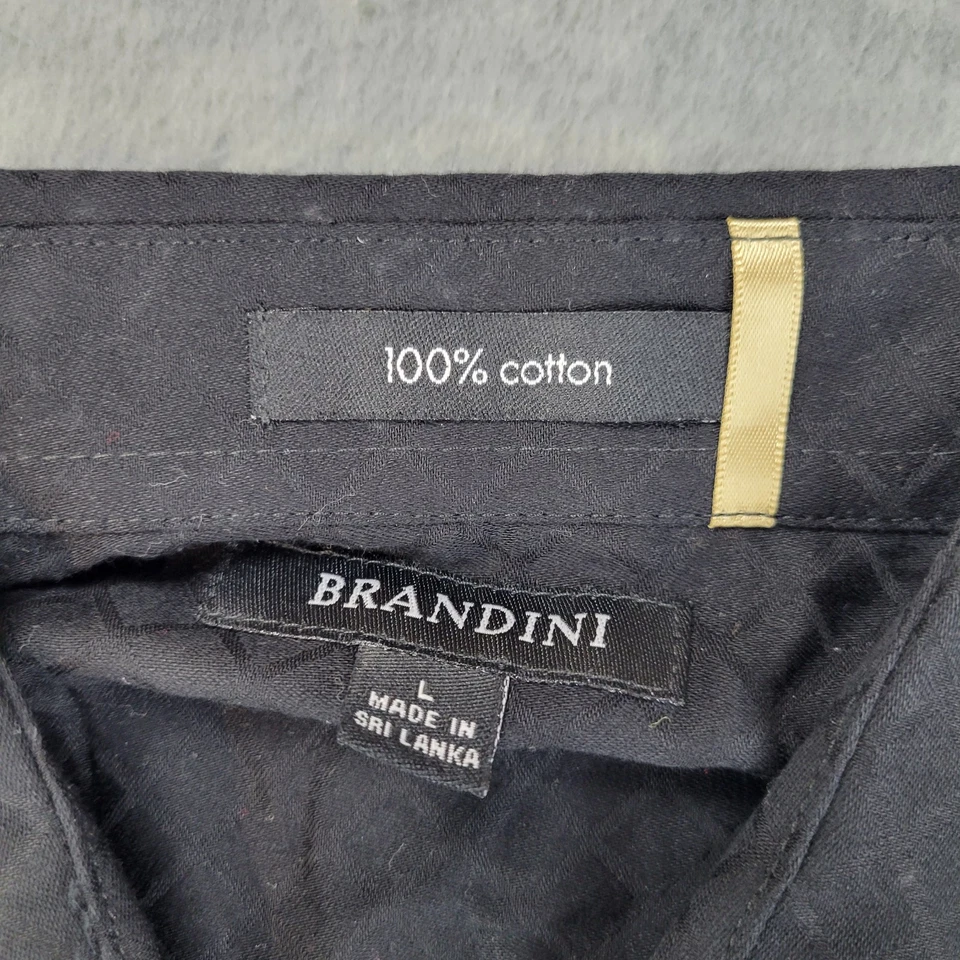 100% cotton
BRANDINI
L
MADE IN
SRI LANKA